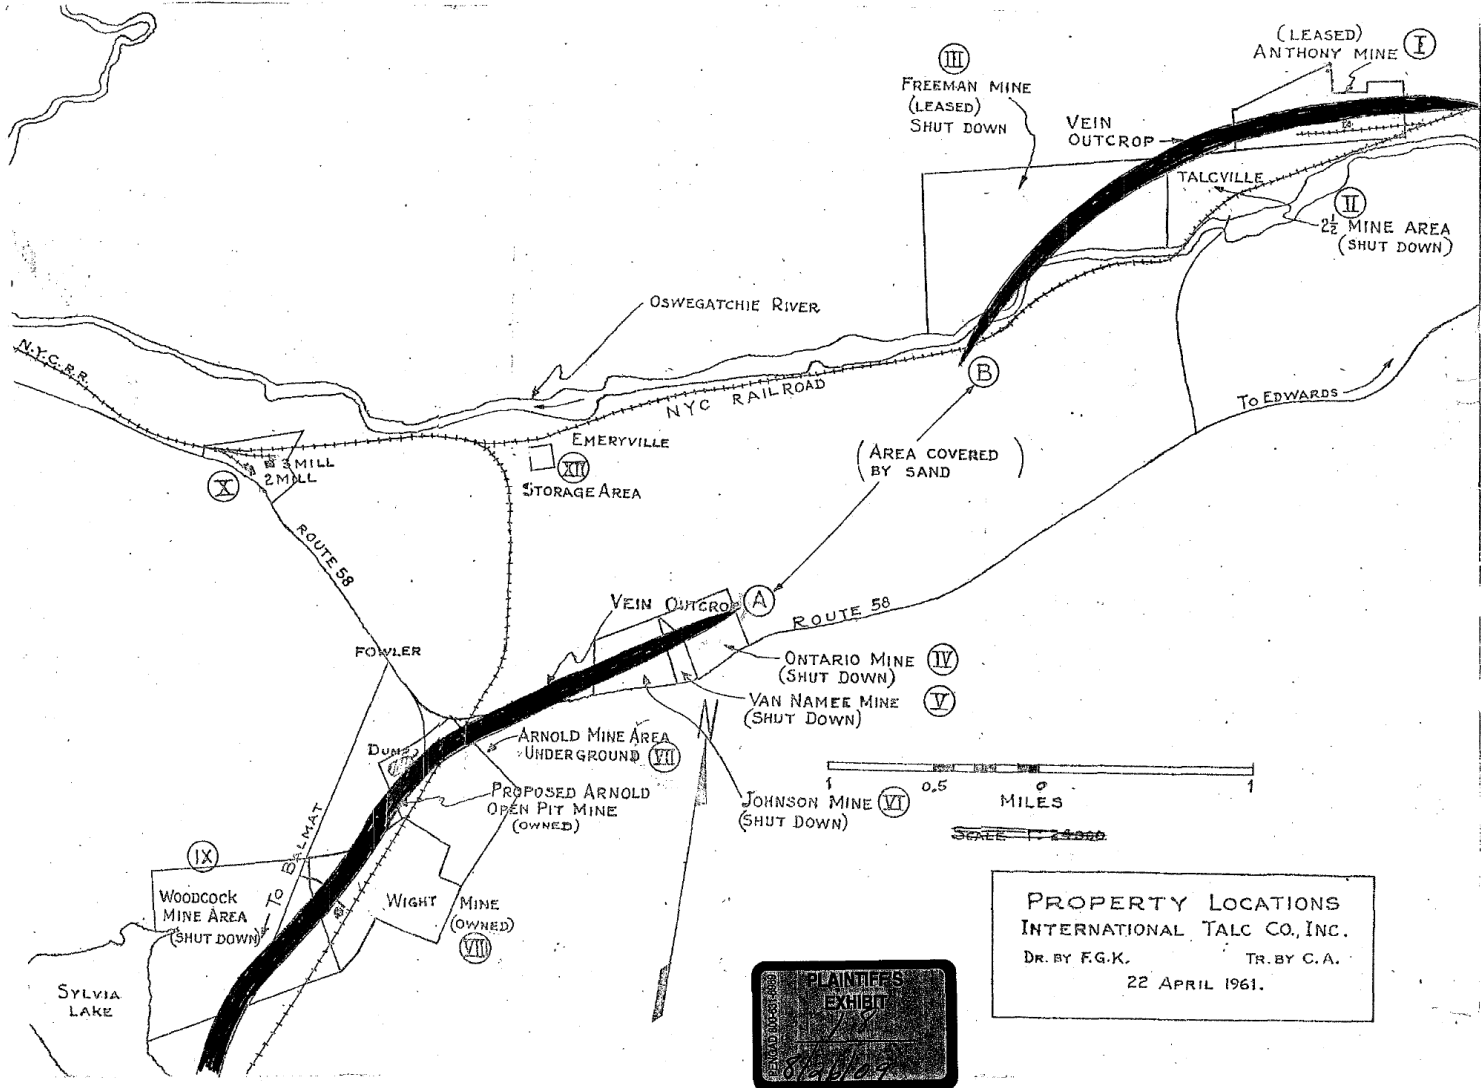 (LEASED)
ANTHONY MINE
I
III
FREEMAN MINE
(LEASED)
SHUT DOWN
VEIN
OUTCROP
TALCVILLE
II
2½ MINE AREA
(SHUT DOWN)
OSWEGATCHIE RIVER
N.Y.C.R.R.
NYC RAILROAD
B
TO EDWARDS
EMERYVILLE
(AREA COVERED
BY SAND)
3 MILL
2 MILL
X
XII
STORAGE AREA
ROUTE 58
VEIN OUTCRO
A
ROUTE 58
FOWLER
ONTARIO MINE IV
(SHUT DOWN)
VAN NAMEE MINE V
(SHUT DOWN)
ARNOLD MINE AREA
UNDERGROUND VII
PROPOSED ARNOLD
OPEN PIT MINE
(OWNED)
JOHNSON MINE VI
(SHUT DOWN)
1 0.5 0 1
MILES
SCALE 1:24000
IX
TO BALMAT
WOODCOCK
MINE AREA
(SHUT DOWN)
WIGHT MINE
(OWNED)
VIII
SYLVIA
LAKE
PROPERTY LOCATIONS
INTERNATIONAL TALC CO., INC.
DR. BY F.G.K. TR. BY C.A.
22 APRIL 1961.
PLAINTIFF'S
EXHIBIT